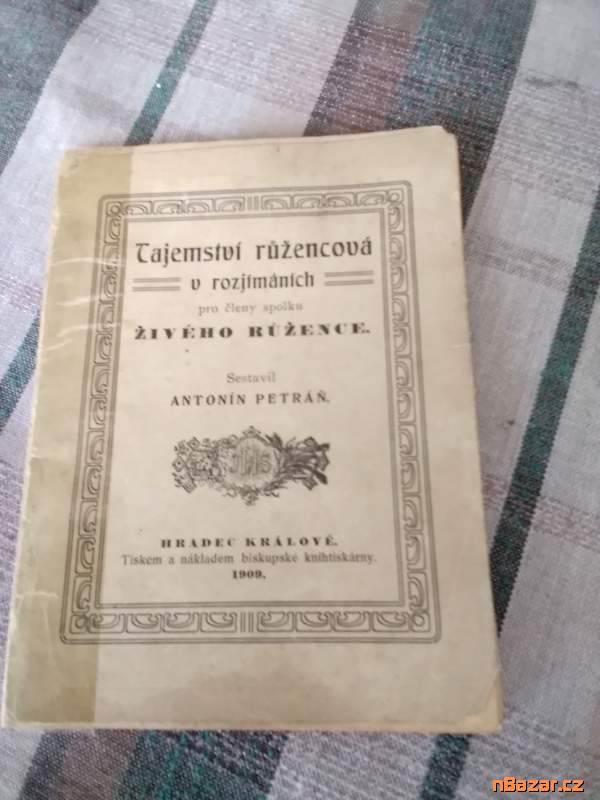 Tajemství růžencová
v rozjímáních
pro členy spolku
ŽIVÉHO RŮŽENCE.
Sestavil
ANTONÍN PETRÁŇ.
JHS
HRADEC KRÁLOVÉ.
Tiskem a nákladem biskupské knihtiskárny.
1909.
nBazar.cz